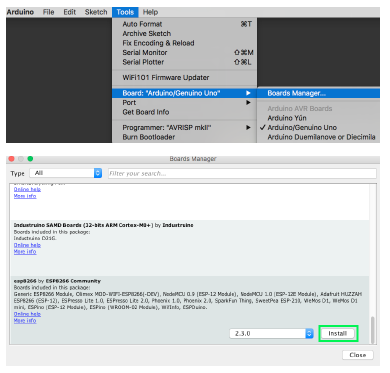 Arduino File Edit Sketch Tools Help
Auto Format ⌘T
Archive Sketch
Fix Encoding & Reload
Serial Monitor ⇧⌘M
Serial Plotter ⇧⌘L
WiFi101 Firmware Updater
Board: "Arduino/Genuino Uno"
Boards Manager...
Port
Arduino AVR Boards
Get Board Info
Arduino Yún
Programmer: "AVRISP mkII"
✓ Arduino/Genuino Uno
Burn Bootloader
Arduino Duemilanove or Diecimila
Boards Manager
Type All Filter your search...
Online help
More info
Industruino SAMD Boards (32-bits ARM Cortex-M0+) by Industruino
Boards included in this package:
Industruino D21G.
Online help
More info
esp8266 by ESP8266 Community
Boards included in this package:
Generic ESP8266 Module, Olimex MOD-WIFI-ESP8266(-DEV), NodeMCU 0.9 (ESP-12 Module), NodeMCU 1.0 (ESP-12E Module), Adafruit HUZZAH
ESP8266 (ESP-12), ESPresso Lite 1.0, ESPresso Lite 2.0, Phoenix 1.0, Phoenix 2.0, SparkFun Thing, SweetPea ESP-210, WeMos D1, WeMos D1
mini, ESPino (ESP-12 Module), ESPino (WROOM-02 Module), WifInfo, ESPDuino.
Online help
More info
2.3.0 Install
Close